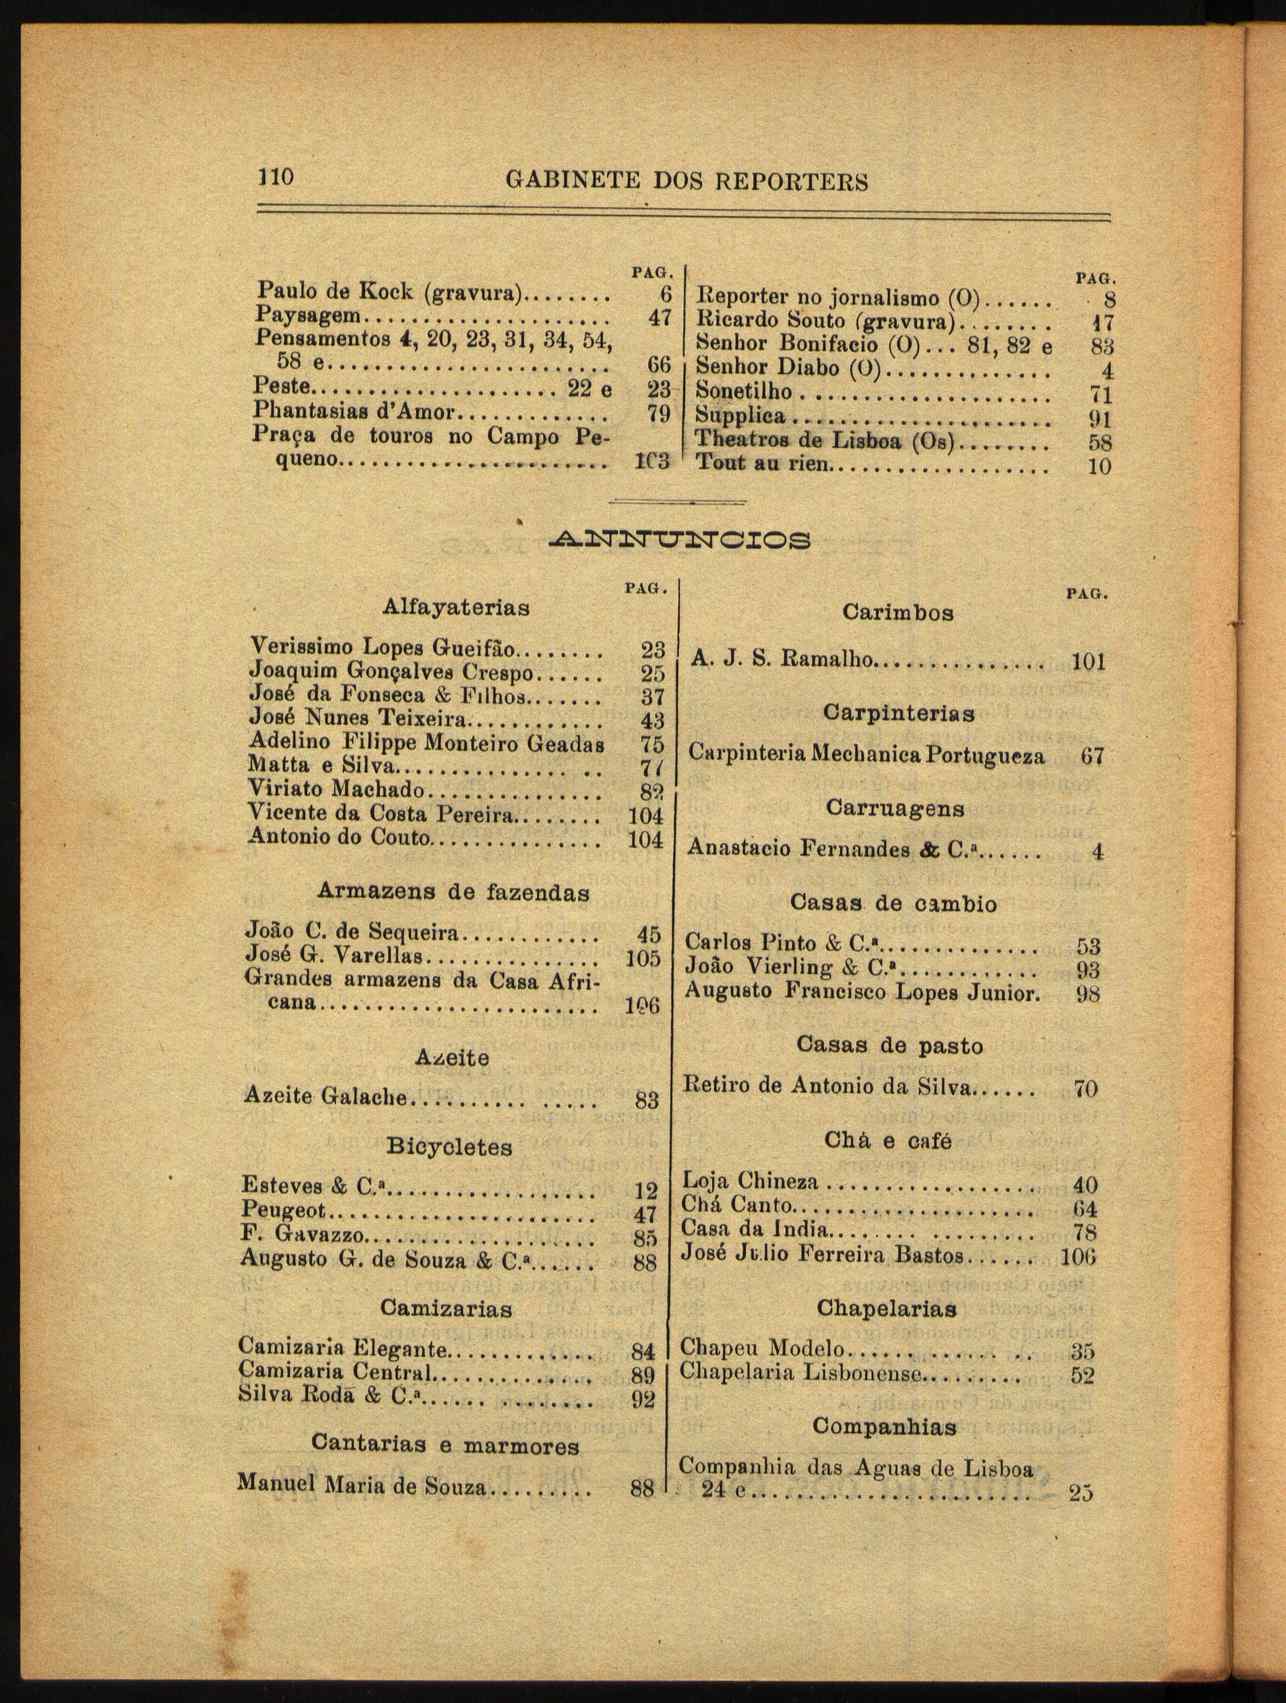 110 GABINETE DOS REPORTERS
PAG.
Paulo de Kock (gravura)........ 6
Paysagem..................... 47
Pensamentos 4, 20, 23, 31, 34, 54,
58 e........................ 66
Peste..................... 22 e 23
Phantasias d'Amor............. 79
Praça de touros no Campo Pe-
queno....................... 103
PAG.
Reporter no jornalismo (O)...... 8
Ricardo Souto (gravura)........ 17
Senhor Bonifacio (O)... 81, 82 e 83
Senhor Diabo (O).............. 4
Sonetilho ..................... 71
Supplica ...................... 91
Theatros de Lisboa (Os)........ 58
Tout au rien................... 10
ANNUNCIOS
PAG.
Alfayaterias
Verissimo Lopes Gueifão........ 23
Joaquim Gonçalves Crespo...... 25
José da Fonseca & Filhos....... 37
José Nunes Teixeira............ 43
Adelino Filippe Monteiro Geadas 75
Matta e Silva............... .. 77
Viriato Machado............... 82
Vicente da Costa Pereira........ 104
Antonio do Couto............... 104
Armazens de fazendas
João C. de Sequeira............ 45
José G. Varellas............... 105
Grandes armazens da Casa Afri-
cana........................ 106
Azeite
Azeite Galache.......... ..... 83
Bicycletes
Esteves & C.ª.................. 12
Peugeot....................... 47
F. Gavazzo.................... 85
Augusto G. de Souza & C.ª...... 88
Camizarias
Camizaria Elegante............. 84
Camizaria Central.............. 89
Silva Rodã & C.ª...... ........ 92
Cantarias e marmores
Manuel Maria de Souza......... 88
PAG.
Carimbos
A. J. S. Ramalho............... 101
Carpinterias
Carpinteria Mechanica Portugueza 67
Carruagens
Anastacio Fernandes & C.ª...... 4
Casas de cambio
Carlos Pinto & C.ª.............. 53
João Vierling & C.ª............ 93
Augusto Francisco Lopes Junior. 98
Casas de pasto
Retiro de Antonio da Silva...... 70
Chá e café
Loja Chineza .................. 40
Chá Canto..................... 64
Casa da India........ ......... 78
José Julio Ferreira Bastos...... 106
Chapelarias
Chapeu Modelo...... ...... .. 35
Chapelaria Lisbonense......... 52
Companhias
Companhia das Aguas de Lisboa
24 e........................ 25